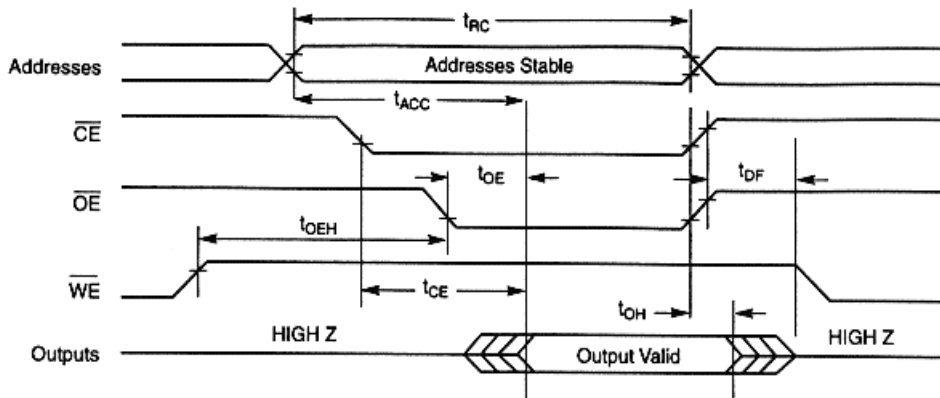 tRC
Addresses
Addresses Stable
tACC
CE
tOE
tDF
OE
tOEH
WE
tCE
tOH
HIGH Z
HIGH Z
Outputs
Output Valid